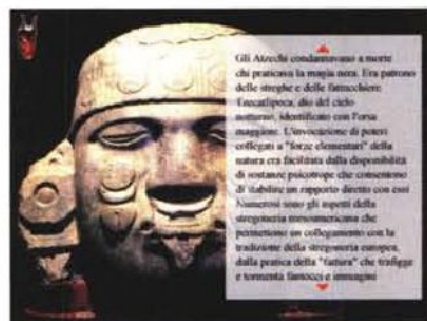 Gli Aztechi condannavano a morte
chi praticava la magia nera. Era patrono
delle streghe e delle fattucchiere
Tezcatlipoca, dio del cielo
notturno, identificato con l'orsa
maggiore. L'invocazione di poteri
collegati a "forze elementari" della
natura era facilitata dalla disponibilità
di sostanze psicotrope che consentono
di stabilire un rapporto diretto con essi
Numerosi sono gli aspetti della
stregoneria mesoamericana che
permettono un collegamento con la
tradizione della stregoneria europea,
dalla pratica della "fattura" che trafigge
e tormenta fantocci e immagini